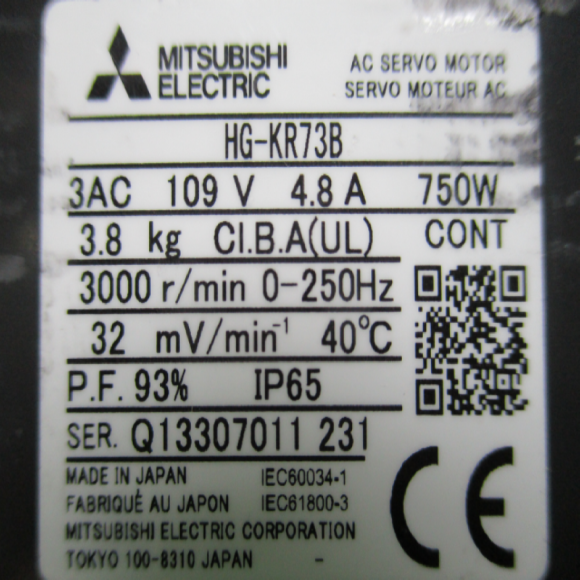 MITSUBISHI ELECTRIC
AC SERVO MOTOR
SERVO MOTEUR AC
HG-KR73B
3AC 109 V 4.8 A 750W
3.8 kg CI.B.A(UL) CONT
3000 r/min 0-250Hz
32 mV/min-1 40℃
P.F. 93% IP65
SER. Q13307011 231
MADE IN JAPAN IEC60034-1
FABRIQUÉ AU JAPON IEC61800-3
MITSUBISHI ELECTRIC CORPORATION
TOKYO 100-8310 JAPAN -
CE